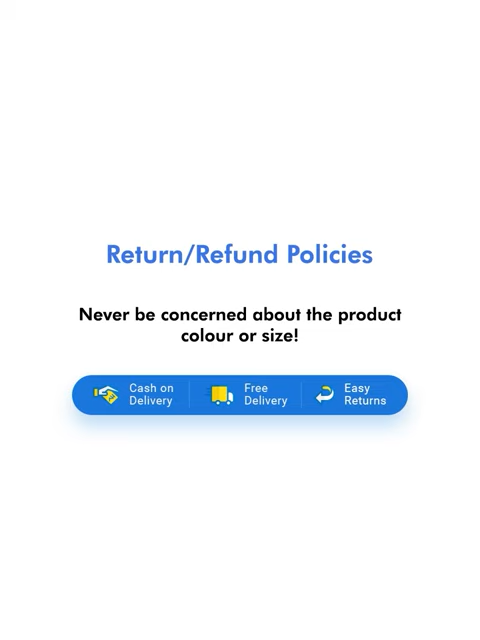 Return/Refund Policies
Never be concerned about the product
colour or size!
Cash on
Delivery
Free
Delivery
Easy
Returns